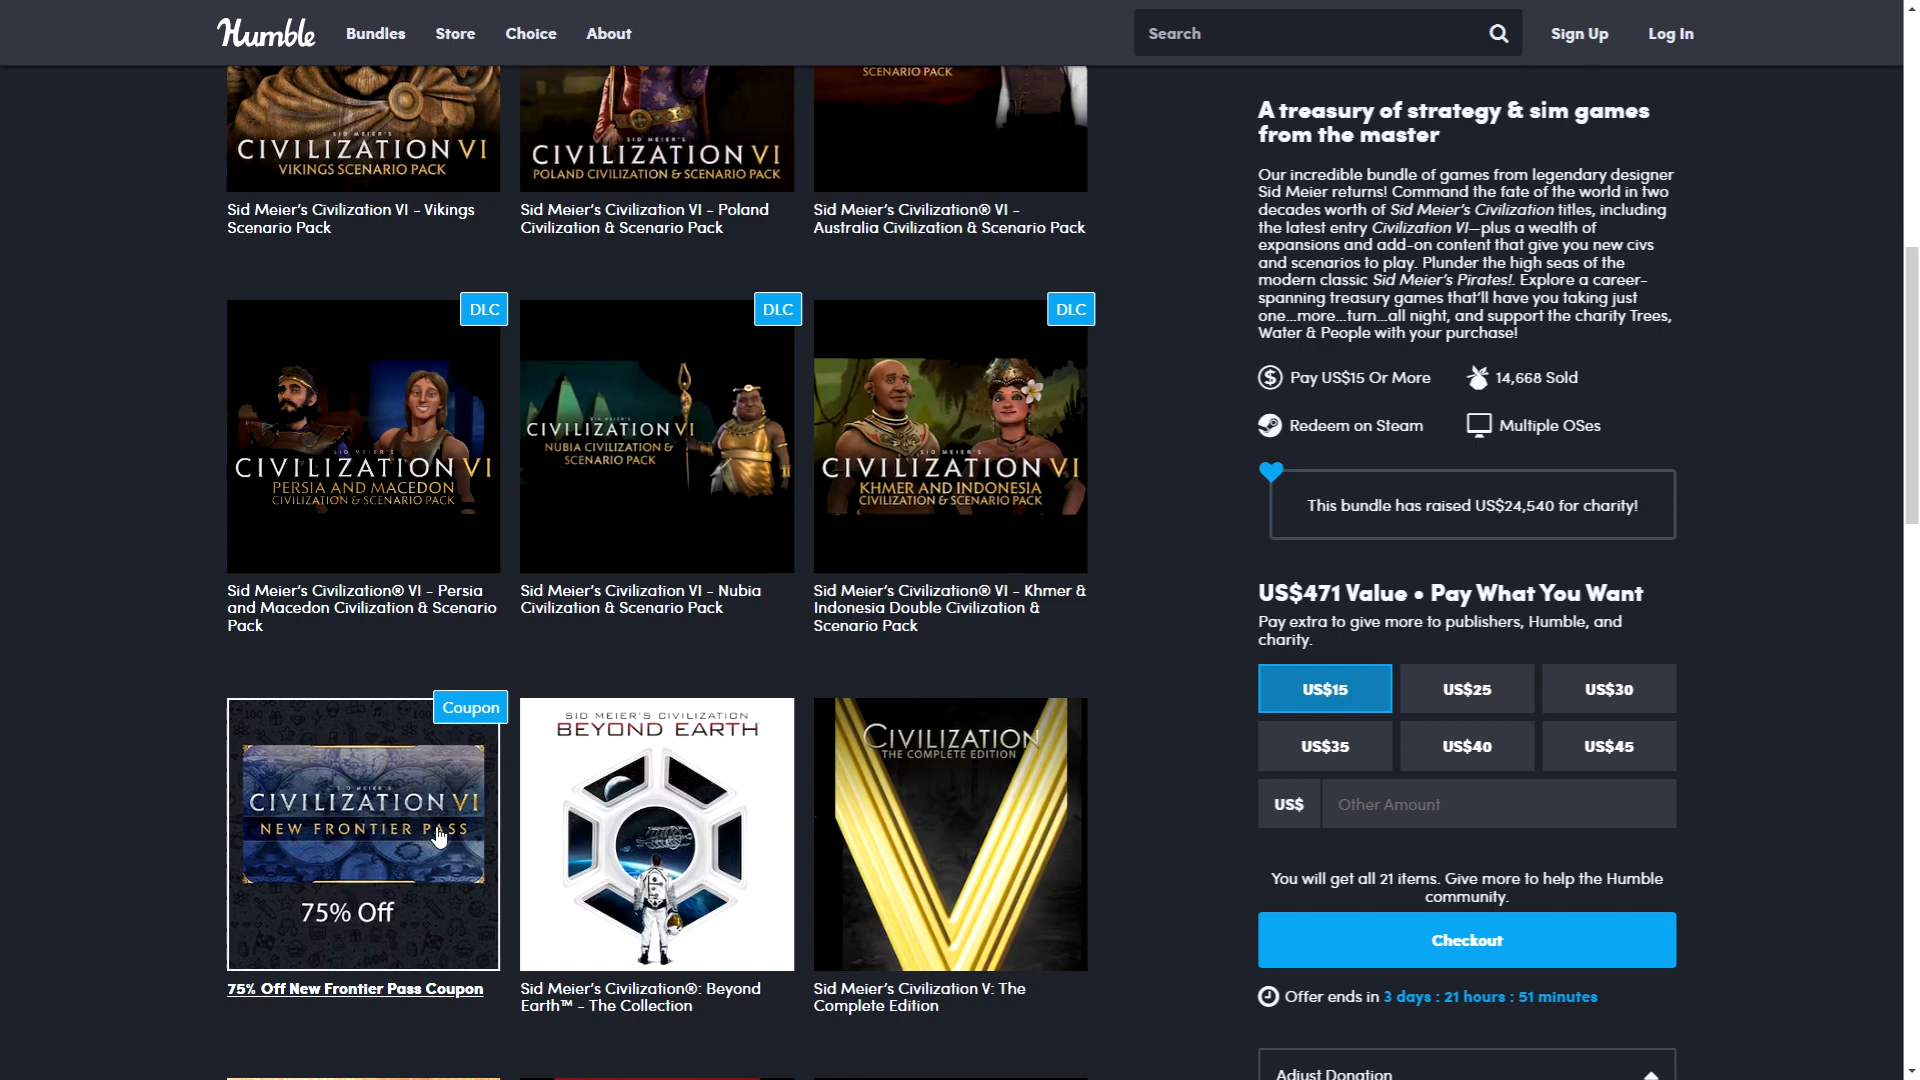 Humble
Bundles
Store
Choice
About
Search
Sign Up
Log In
SID MEIER'S
CIVILIZATION VI
VIKINGS SCENARIO PACK
SID MEIER'S
CIVILIZATION VI
POLAND CIVILIZATION & SCENARIO PACK
SCENARIO PACK
Sid Meier's Civilization VI – Vikings
Scenario Pack
Sid Meier's Civilization VI – Poland
Civilization & Scenario Pack
Sid Meier's Civilization® VI –
Australia Civilization & Scenario Pack
DLC
DLC
DLC
SID MEIER'S
CIVILIZATION VI
PERSIA AND MACEDON
CIVILIZATION & SCENARIO PACK
SID MEIER'S
CIVILIZATION VI
NUBIA CIVILIZATION &
SCENARIO PACK
SID MEIER'S
CIVILIZATION VI
KHMER AND INDONESIA
CIVILIZATION & SCENARIO PACK
Sid Meier's Civilization® VI – Persia
and Macedon Civilization & Scenario
Pack
Sid Meier's Civilization VI – Nubia
Civilization & Scenario Pack
Sid Meier's Civilization® VI – Khmer &
Indonesia Double Civilization &
Scenario Pack
Coupon
SID MEIER'S
CIVILIZATION VI
NEW FRONTIER PASS
75% Off
SID MEIER'S CIVILIZATION
BEYOND EARTH
CIVILIZATION
THE COMPLETE EDITION
V
75% Off New Frontier Pass Coupon
Sid Meier's Civilization®: Beyond
Earth™ – The Collection
Sid Meier's Civilization V: The
Complete Edition
A treasury of strategy & sim games
from the master
Our incredible bundle of games from legendary designer
Sid Meier returns! Command the fate of the world in two
decades worth of Sid Meier's Civilization titles, including
the latest entry Civilization VI—plus a wealth of
expansions and add-on content that give you new civs
and scenarios to play. Plunder the high seas of the
modern classic Sid Meier's Pirates!. Explore a career-
spanning treasury games that'll have you taking just
one...more...turn...all night, and support the charity Trees,
Water & People with your purchase!
Pay US$15 Or More
14,668 Sold
Redeem on Steam
Multiple OSes
This bundle has raised US$24,540 for charity!
US$471 Value • Pay What You Want
Pay extra to give more to publishers, Humble, and
charity.
US$15
US$25
US$30
US$35
US$40
US$45
US$
Other Amount
You will get all 21 items. Give more to help the Humble
community.
Checkout
Offer ends in 3 days : 21 hours : 51 minutes
Adjust Donation